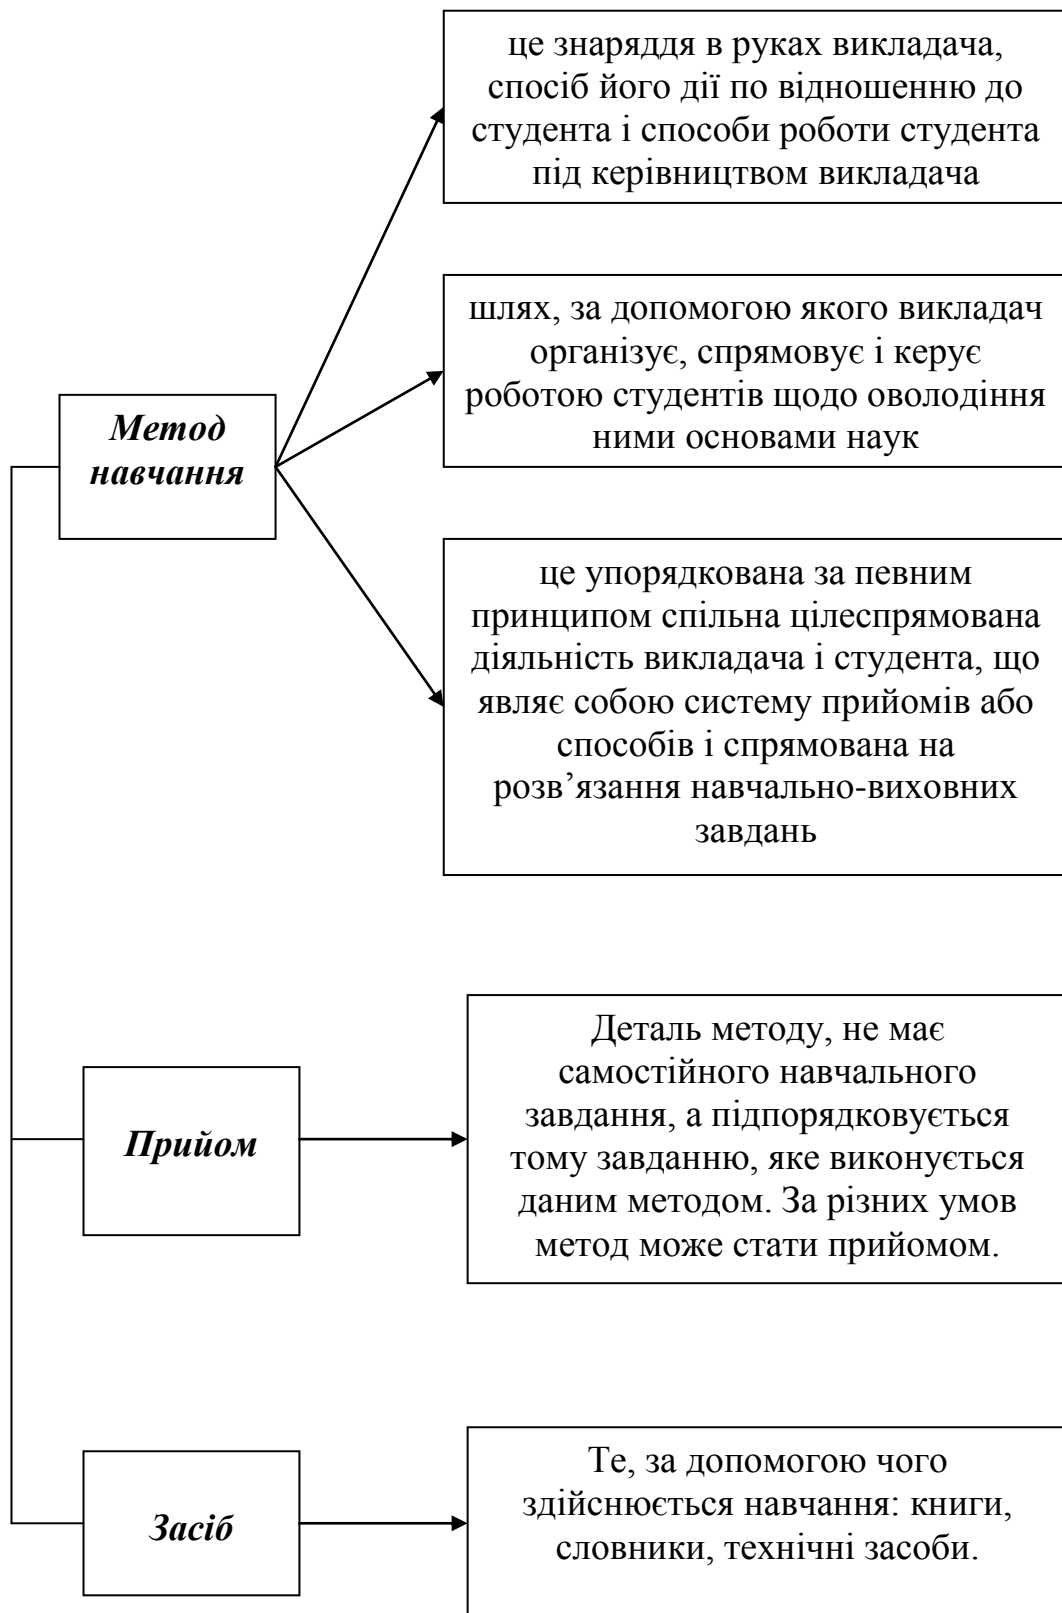 це знаряддя в руках викладача,
спосіб його дії по відношенню до
студента і способи роботи студента
під керівництвом викладача
шлях, за допомогою якого викладач
організує, спрямовує і керує
роботою студентів щодо оволодіння
ними основами наук
Метод
навчання
це упорядкована за певним
принципом спільна цілеспрямована
діяльність викладача і студента, що
являє собою систему прийомів або
способів і спрямована на
розв’язання навчально-виховних
завдань
Прийом
Деталь методу, не має
самостійного навчального
завдання, а підпорядковується
тому завданню, яке виконується
даним методом. За різних умов
метод може стати прийомом.
Засіб
Те, за допомогою чого
здійснюється навчання: книги,
словники, технічні засоби.